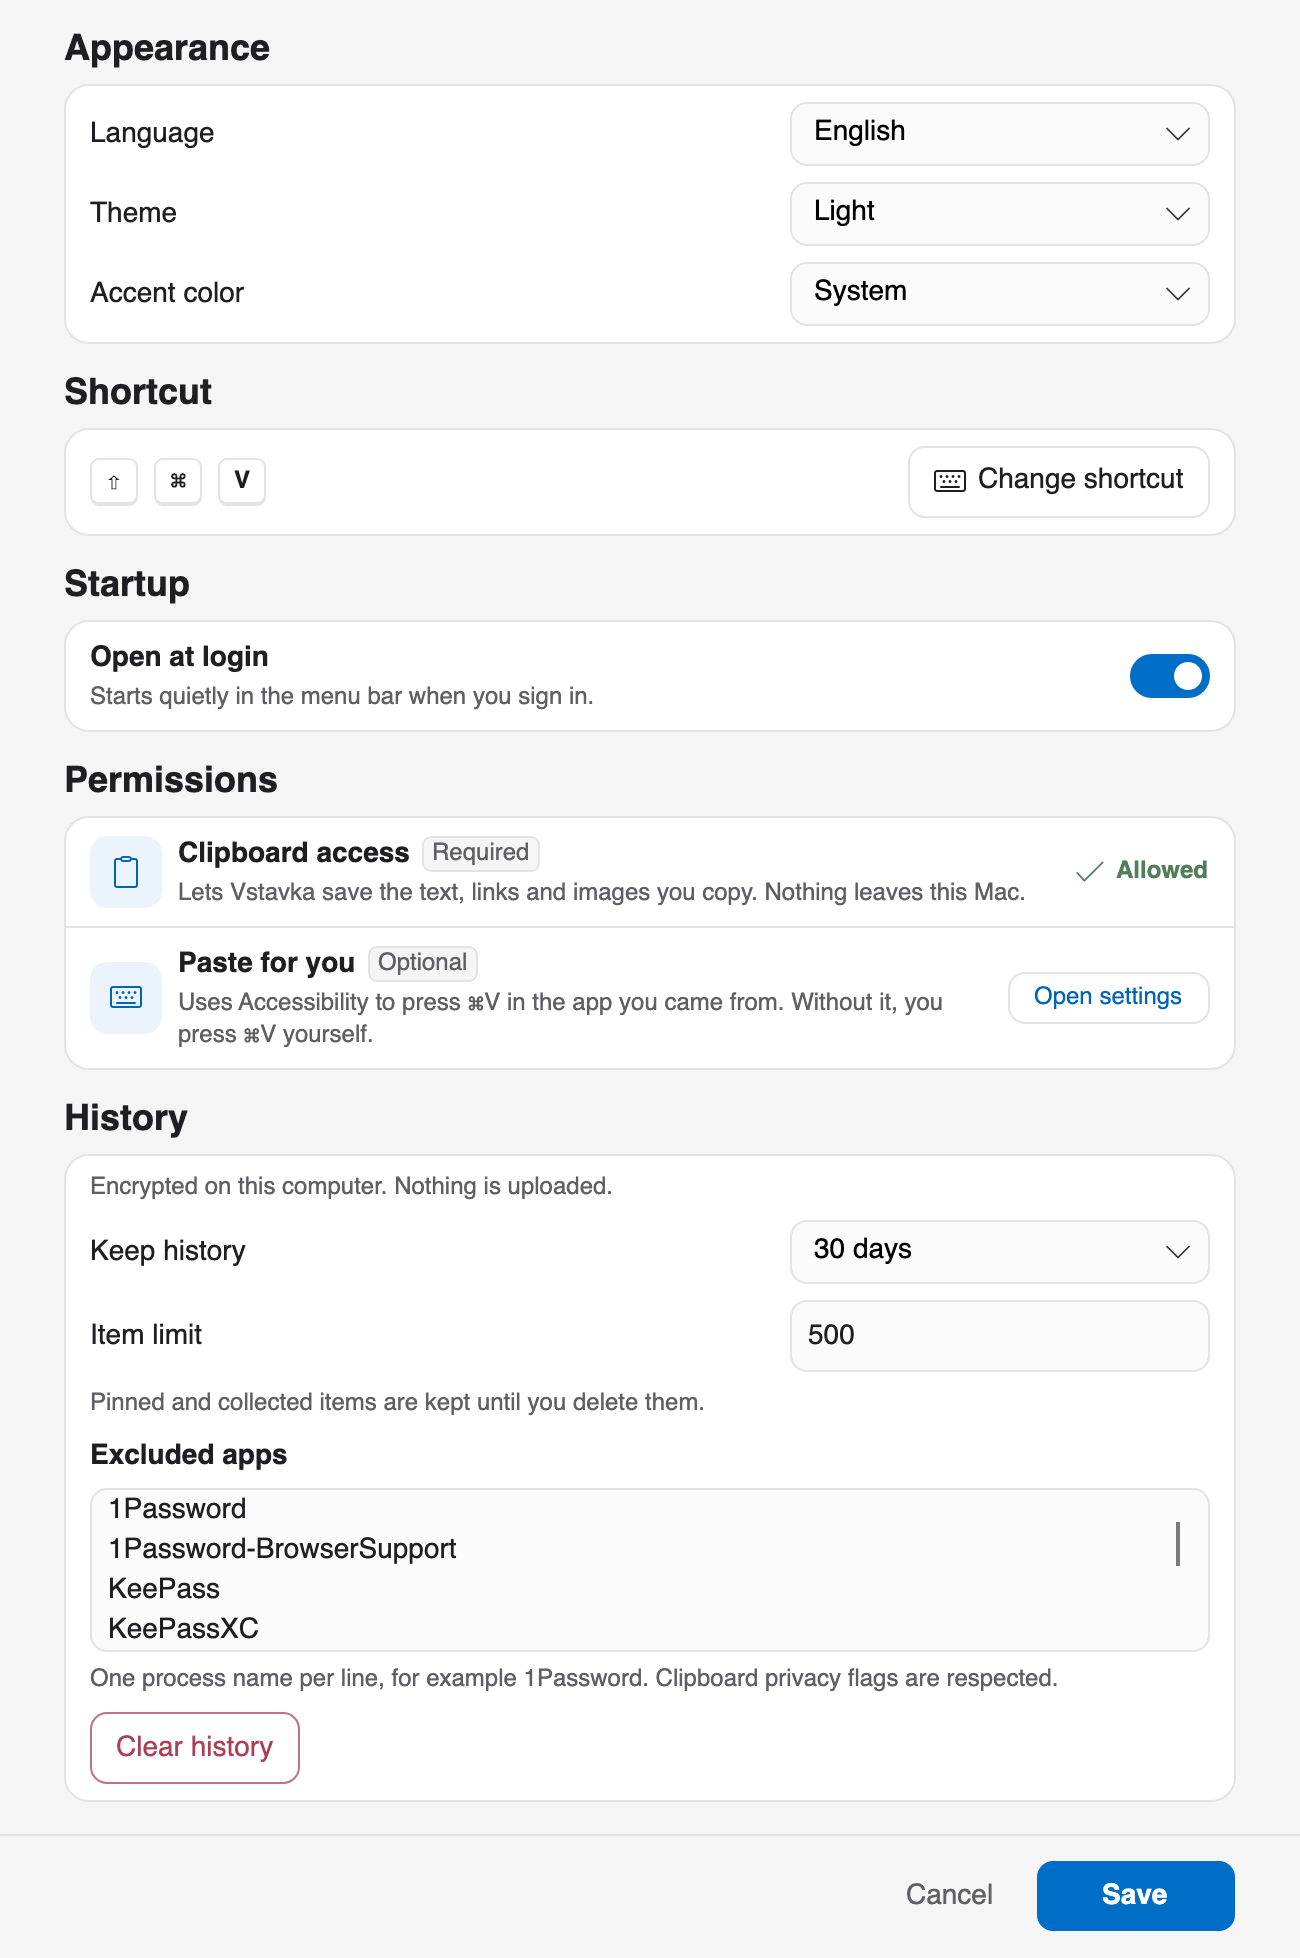 Appearance
Language
English
Theme
Light
Accent color
System
Shortcut
⇧ ⌘ V
Change shortcut
Startup
Open at login
Starts quietly in the menu bar when you sign in.
Permissions
Clipboard access Required
Lets Vstavka save the text, links and images you copy. Nothing leaves this Mac.
Allowed
Paste for you Optional
Uses Accessibility to press ⌘V in the app you came from. Without it, you
press ⌘V yourself.
Open settings
History
Encrypted on this computer. Nothing is uploaded.
Keep history
30 days
Item limit
500
Pinned and collected items are kept until you delete them.
Excluded apps
1Password
1Password-BrowserSupport
KeePass
KeePassXC
One process name per line, for example 1Password. Clipboard privacy flags are respected.
Clear history
Cancel
Save